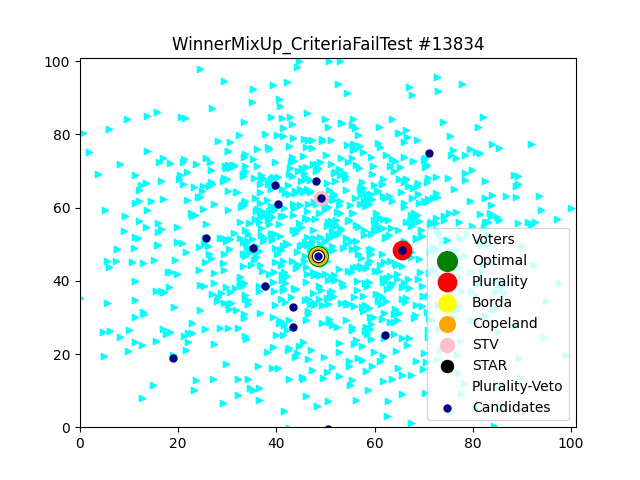 WinnerMixUp_CriteriaFailTest #13834
100
80
60
40
20
0
0
20
40
60
80
100
Voters
Optimal
Plurality
Borda
Copeland
STV
STAR
Plurality-Veto
Candidates